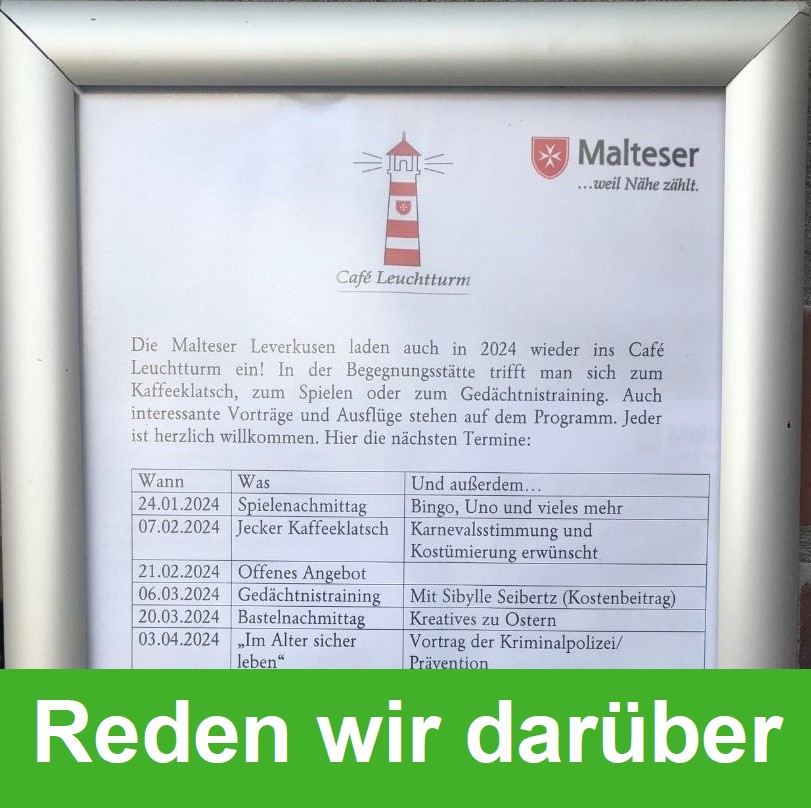 Malteser
...weil Nähe zählt.
Café Leuchtturm
Die Malteser Leverkusen laden auch in 2024 wieder ins Café
Leuchtturm ein! In der Begegnungsstätte trifft man sich zum
Kaffeeklatsch, zum Spielen oder zum Gedächtnistraining. Auch
interessante Vorträge und Ausflüge stehen auf dem Programm. Jeder
ist herzlich willkommen. Hier die nächsten Termine:
Wann Was Und außerdem...
24.01.2024 Spielenachmittag Bingo, Uno und vieles mehr
07.02.2024 Jecker Kaffeeklatsch Karnevalsstimmung und
Kostümierung erwünscht
21.02.2024 Offenes Angebot
06.03.2024 Gedächtnistraining Mit Sibylle Seibertz (Kostenbeitrag)
20.03.2024 Bastelnachmittag Kreatives zu Ostern
03.04.2024 „Im Alter sicher Vortrag der Kriminalpolizei/
leben“ Prävention
Reden wir darüber